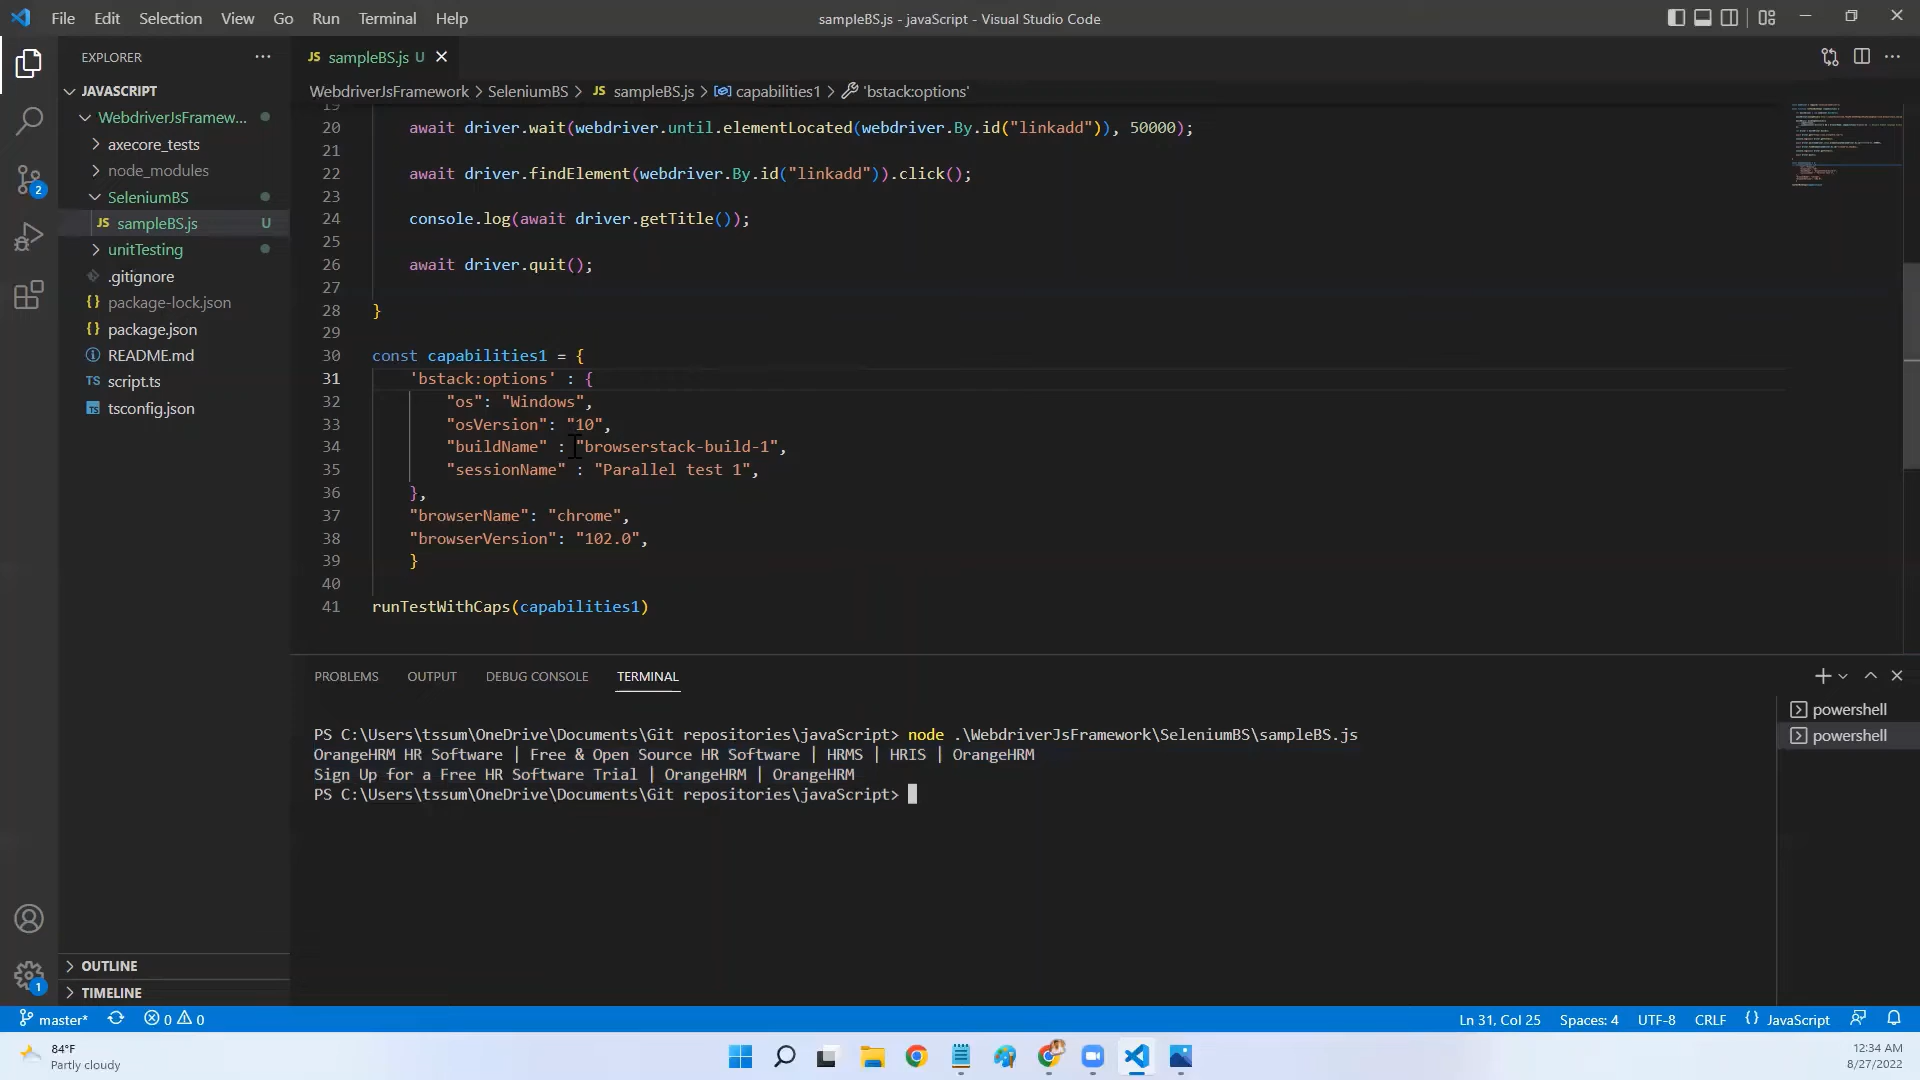 File Edit Selection View Go Run Terminal Help
sampleBS.js - javaScript - Visual Studio Code
EXPLORER
JAVASCRIPT
WebdriverJsFramew...
axecore_tests
node_modules
SeleniumBS
JS sampleBS.js U
unitTesting
.gitignore
{} package-lock.json
{} package.json
README.md
TS script.ts
tsconfig.json
OUTLINE
TIMELINE
2
1
JS sampleBS.js U
WebdriverJsFramework > SeleniumBS > JS sampleBS.js > capabilities1 > 'bstack:options'
19
20 await driver.wait(webdriver.until.elementLocated(webdriver.By.id("linkadd")), 50000);
21
22 await driver.findElement(webdriver.By.id("linkadd")).click();
23
24 console.log(await driver.getTitle());
25
26 await driver.quit();
27
28 }
29
30 const capabilities1 = {
31 'bstack:options' : {
32 "os": "Windows",
33 "osVersion": "10",
34 "buildName" : "browserstack-build-1",
35 "sessionName" : "Parallel test 1",
36 },
37 "browserName": "chrome",
38 "browserVersion": "102.0",
39 }
40
41 runTestWithCaps(capabilities1)
PROBLEMS OUTPUT DEBUG CONSOLE TERMINAL
PS C:\Users\tssum\OneDrive\Documents\Git repositories\javaScript> node .\WebdriverJsFramework\SeleniumBS\sampleBS.js
OrangeHRM HR Software | Free & Open Source HR Software | HRMS | HRIS | OrangeHRM
Sign Up for a Free HR Software Trial | OrangeHRM | OrangeHRM
PS C:\Users\tssum\OneDrive\Documents\Git repositories\javaScript>
powershell
powershell
master* 0 0
Ln 31, Col 25 Spaces: 4 UTF-8 CRLF {} JavaScript
84°F
Partly cloudy
12:34 AM
8/27/2022